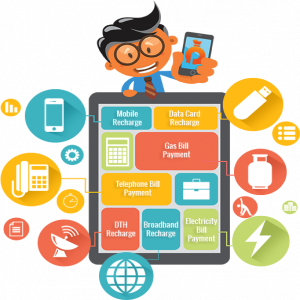 Mobile
Recharge
Data Card
Recharge
Gas Bill
Payment
Telephone Bill
Payment
DTH
Recharge
Broadband
Recharge
Electricity
Bill
Payment